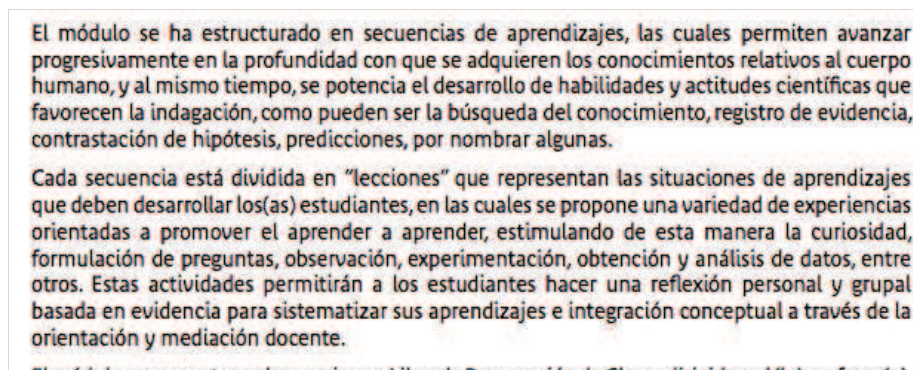 El módulo se ha estructurado en secuencias de aprendizajes, las cuales permiten avanzar
progresivamente en la profundidad con que se adquieren los conocimientos relativos al cuerpo
humano, y al mismo tiempo, se potencia el desarrollo de habilidades y actitudes científicas que
favorecen la indagación, como pueden ser la búsqueda del conocimiento, registro de evidencia,
contrastación de hipótesis, predicciones, por nombrar algunas.
Cada secuencia está dividida en "lecciones" que representan las situaciones de aprendizajes
que deben desarrollar los(as) estudiantes, en las cuales se propone una variedad de experiencias
orientadas a promover el aprender a aprender, estimulando de esta manera la curiosidad,
formulación de preguntas, observación, experimentación, obtención y análisis de datos, entre
otros. Estas actividades permitirán a los estudiantes hacer una reflexión personal y grupal
basada en evidencia para sistematizar sus aprendizajes e integración conceptual a través de la
orientación y mediación docente.